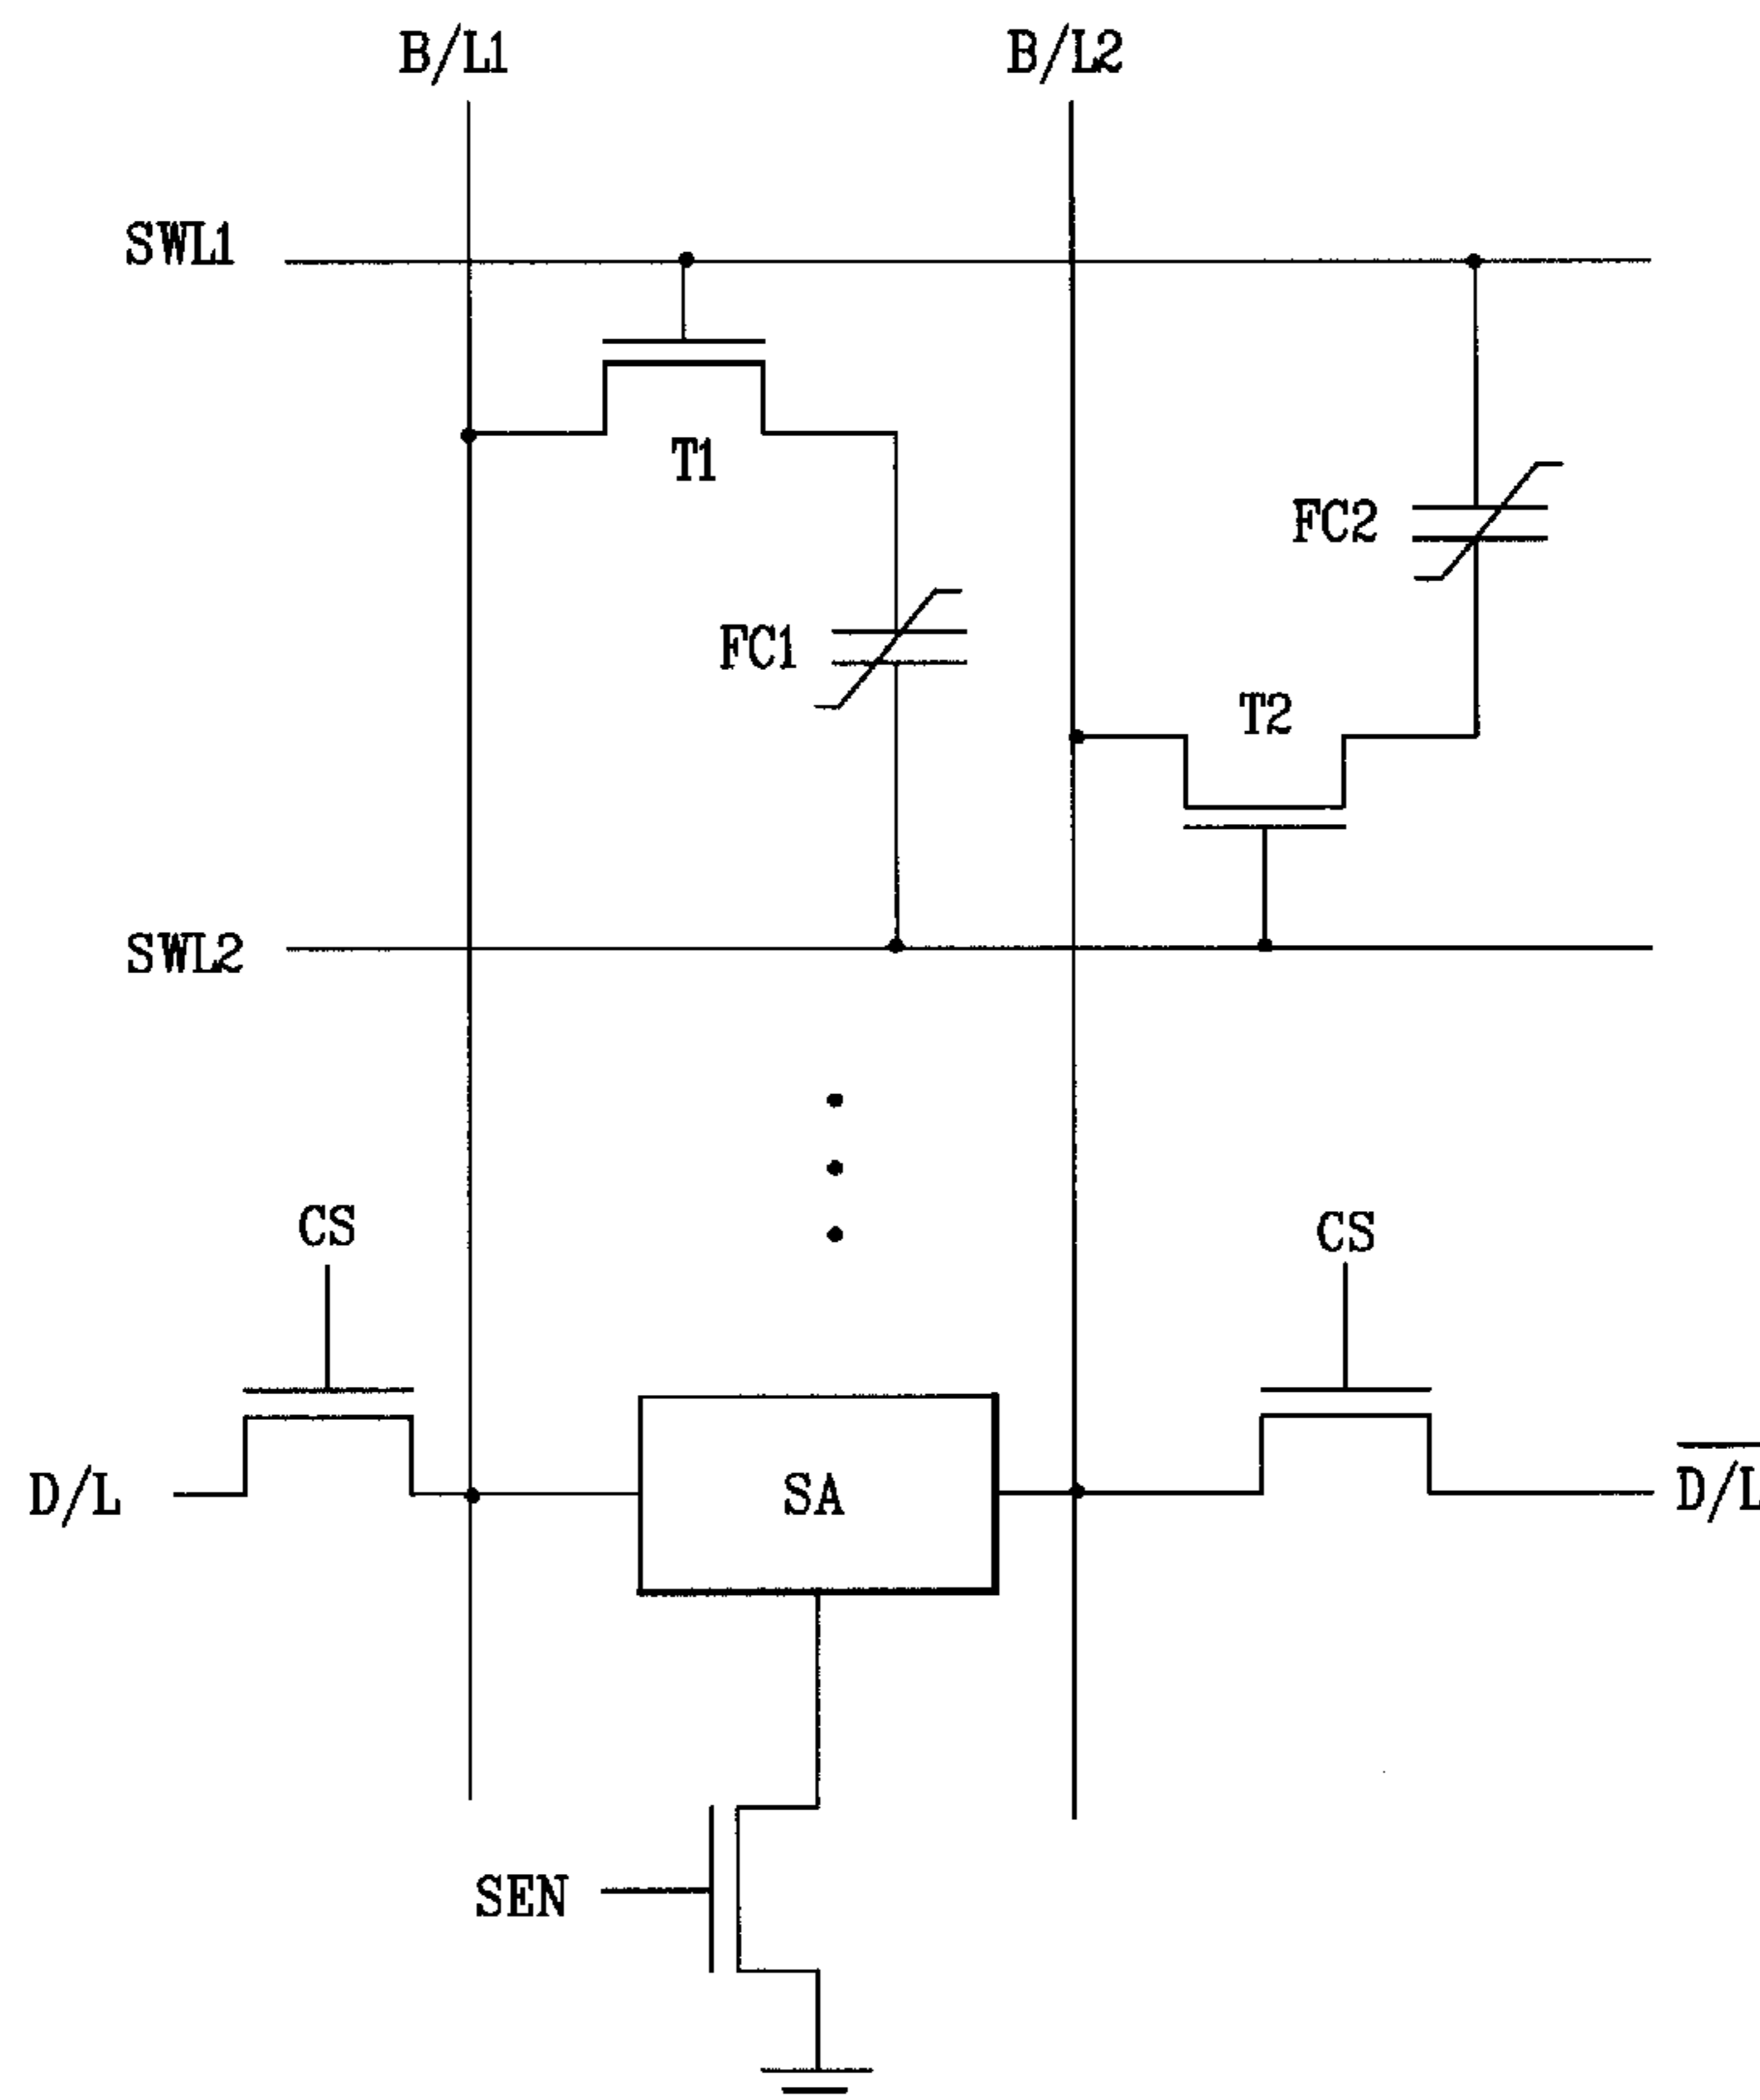 B/L1 B/L2
SWL1
T1
FC2
FC1
T2
SWL2
CS CS
D/L SA D/L
SEN